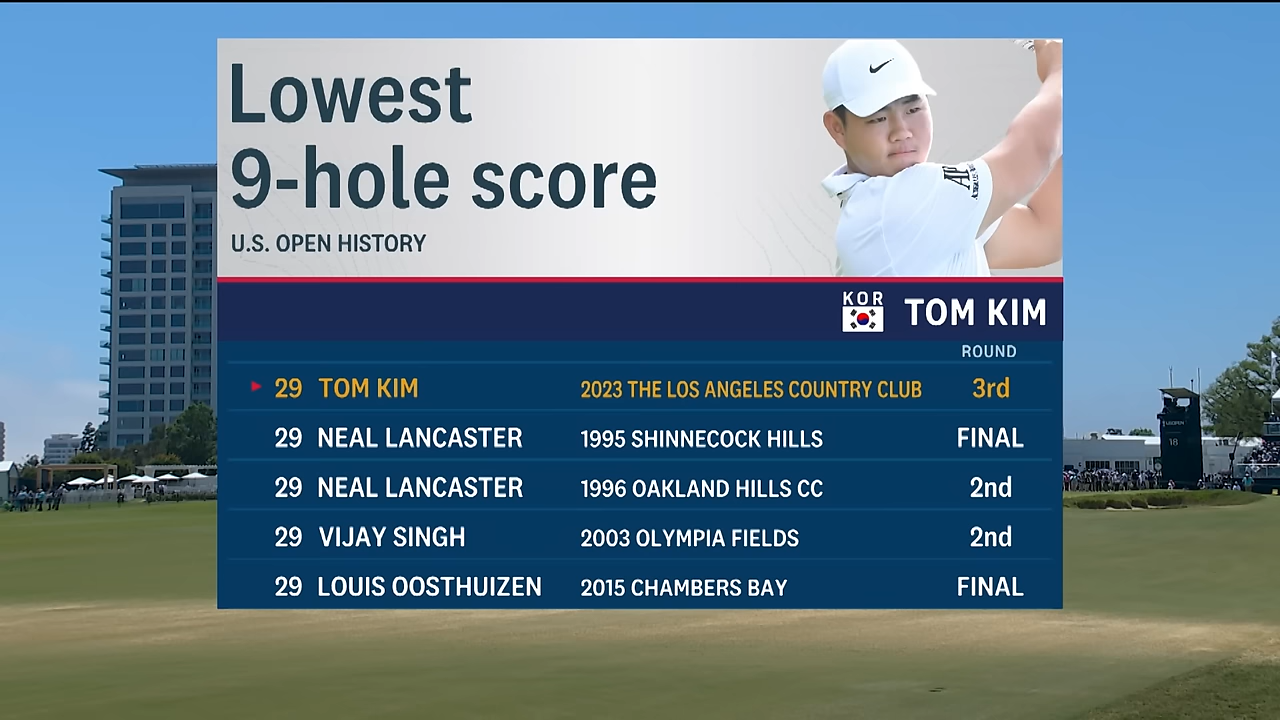 Lowest
9-hole score
U.S. OPEN HISTORY
KOR
TOM KIM
ROUND
29 TOM KIM 2023 THE LOS ANGELES COUNTRY CLUB 3rd
29 NEAL LANCASTER 1995 SHINNECOCK HILLS FINAL
29 NEAL LANCASTER 1996 OAKLAND HILLS CC 2nd
29 VIJAY SINGH 2003 OLYMPIA FIELDS 2nd
29 LOUIS OOSTHUIZEN 2015 CHAMBERS BAY FINAL
18